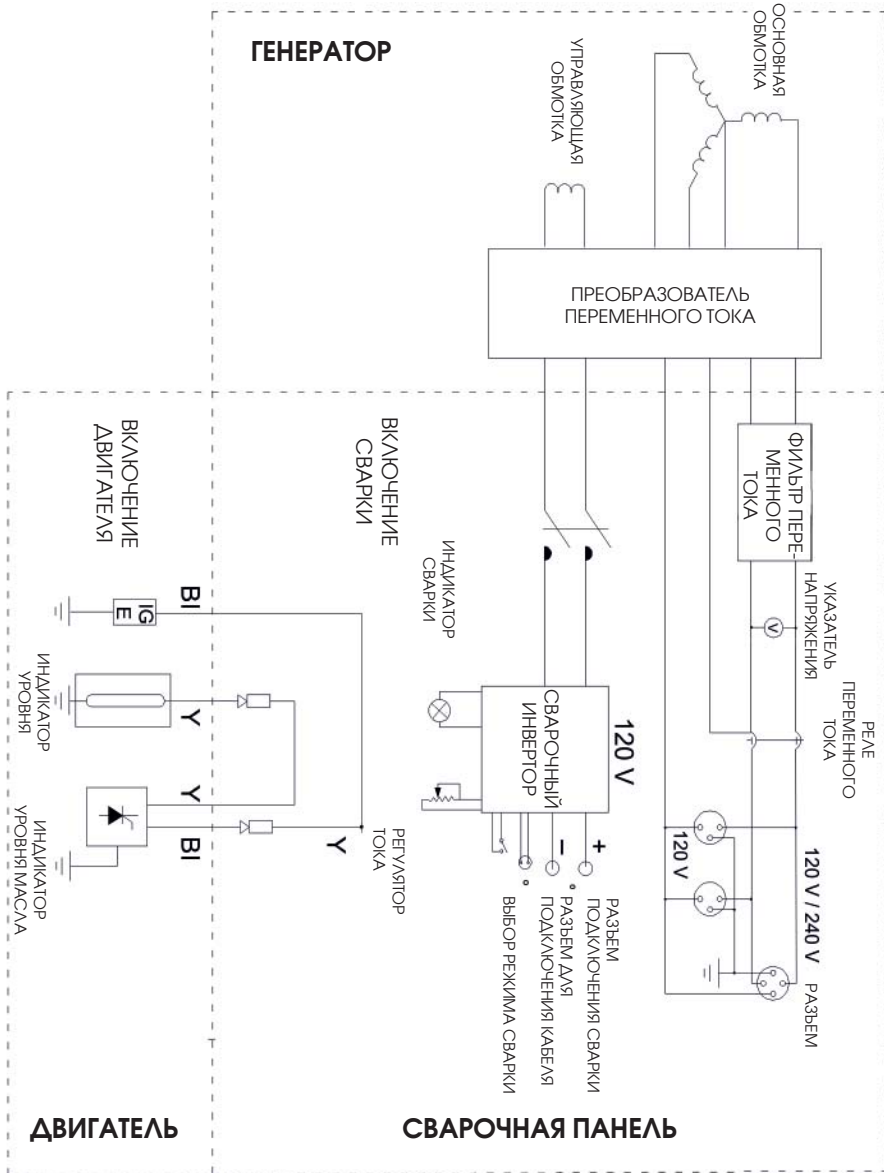 ГЕНЕРАТОР
ОСНОВНАЯ
ОБМОТКА
УПРАВЛЯЮЩАЯ
ОБМОТКА
ПРЕОБРАЗОВАТЕЛЬ
ПЕРЕМЕННОГО ТОКА
ФИЛЬТР ПЕРЕ-
МЕННОГО
ТОКА
УКАЗАТЕЛЬ
НАПРЯЖЕНИЯ
V
РЕЛЕ
ПЕРЕМЕННОГО
ТОКА
120 V / 240 V
120 V
РАЗЪЕМ
ВКЛЮЧЕНИЕ
СВАРКИ
ИНДИКАТОР
СВАРКИ
120 V
СВАРОЧНЫЙ
ИНВЕРТОР
+
−
РАЗЪЕМ
ПОДКЛЮЧЕНИЯ СВАРКИ
РАЗЪЕМ ДЛЯ
ПОДКЛЮЧЕНИЯ КАБЕЛЯ
ВЫБОР РЕЖИМА СВАРКИ
РЕГУЛЯТОР
ТОКА
ВКЛЮЧЕНИЕ
ДВИГАТЕЛЯ
BI
IG
E
ИНДИКАТОР
УРОВНЯ
Y
Y
BI
Y
ИНДИКАТОР
УРОВНЯ МАСЛА
ДВИГАТЕЛЬ
СВАРОЧНАЯ ПАНЕЛЬ